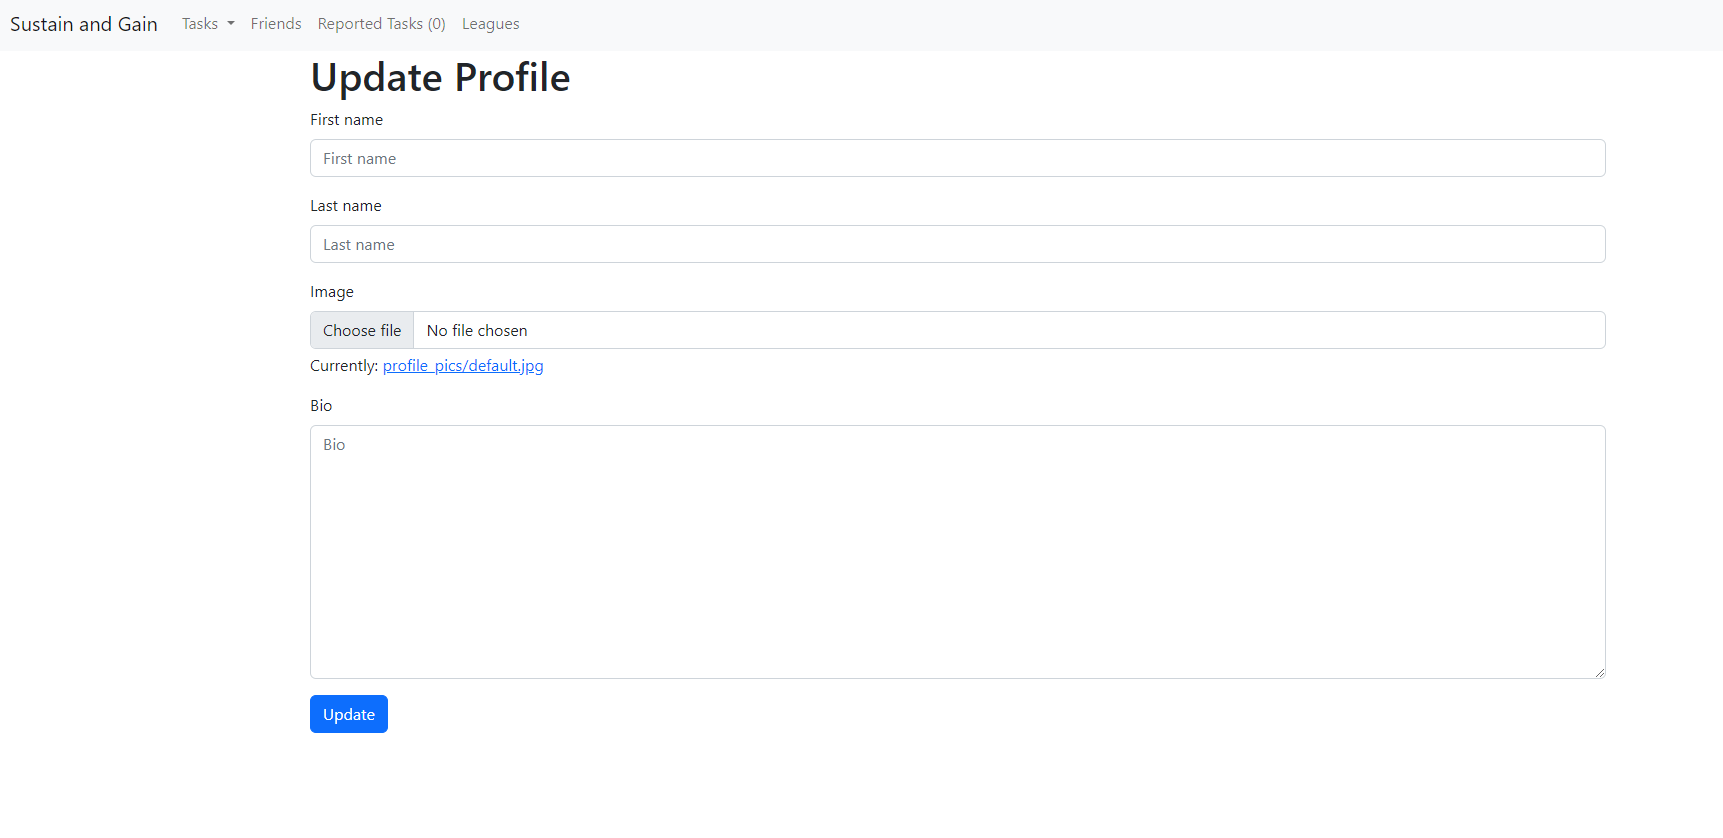 Sustain and Gain Tasks Friends Reported Tasks (0) Leagues
Update Profile
First name
First name
Last name
Last name
Image
Choose file No file chosen
Currently: profile_pics/default.jpg
Bio
Bio
Update